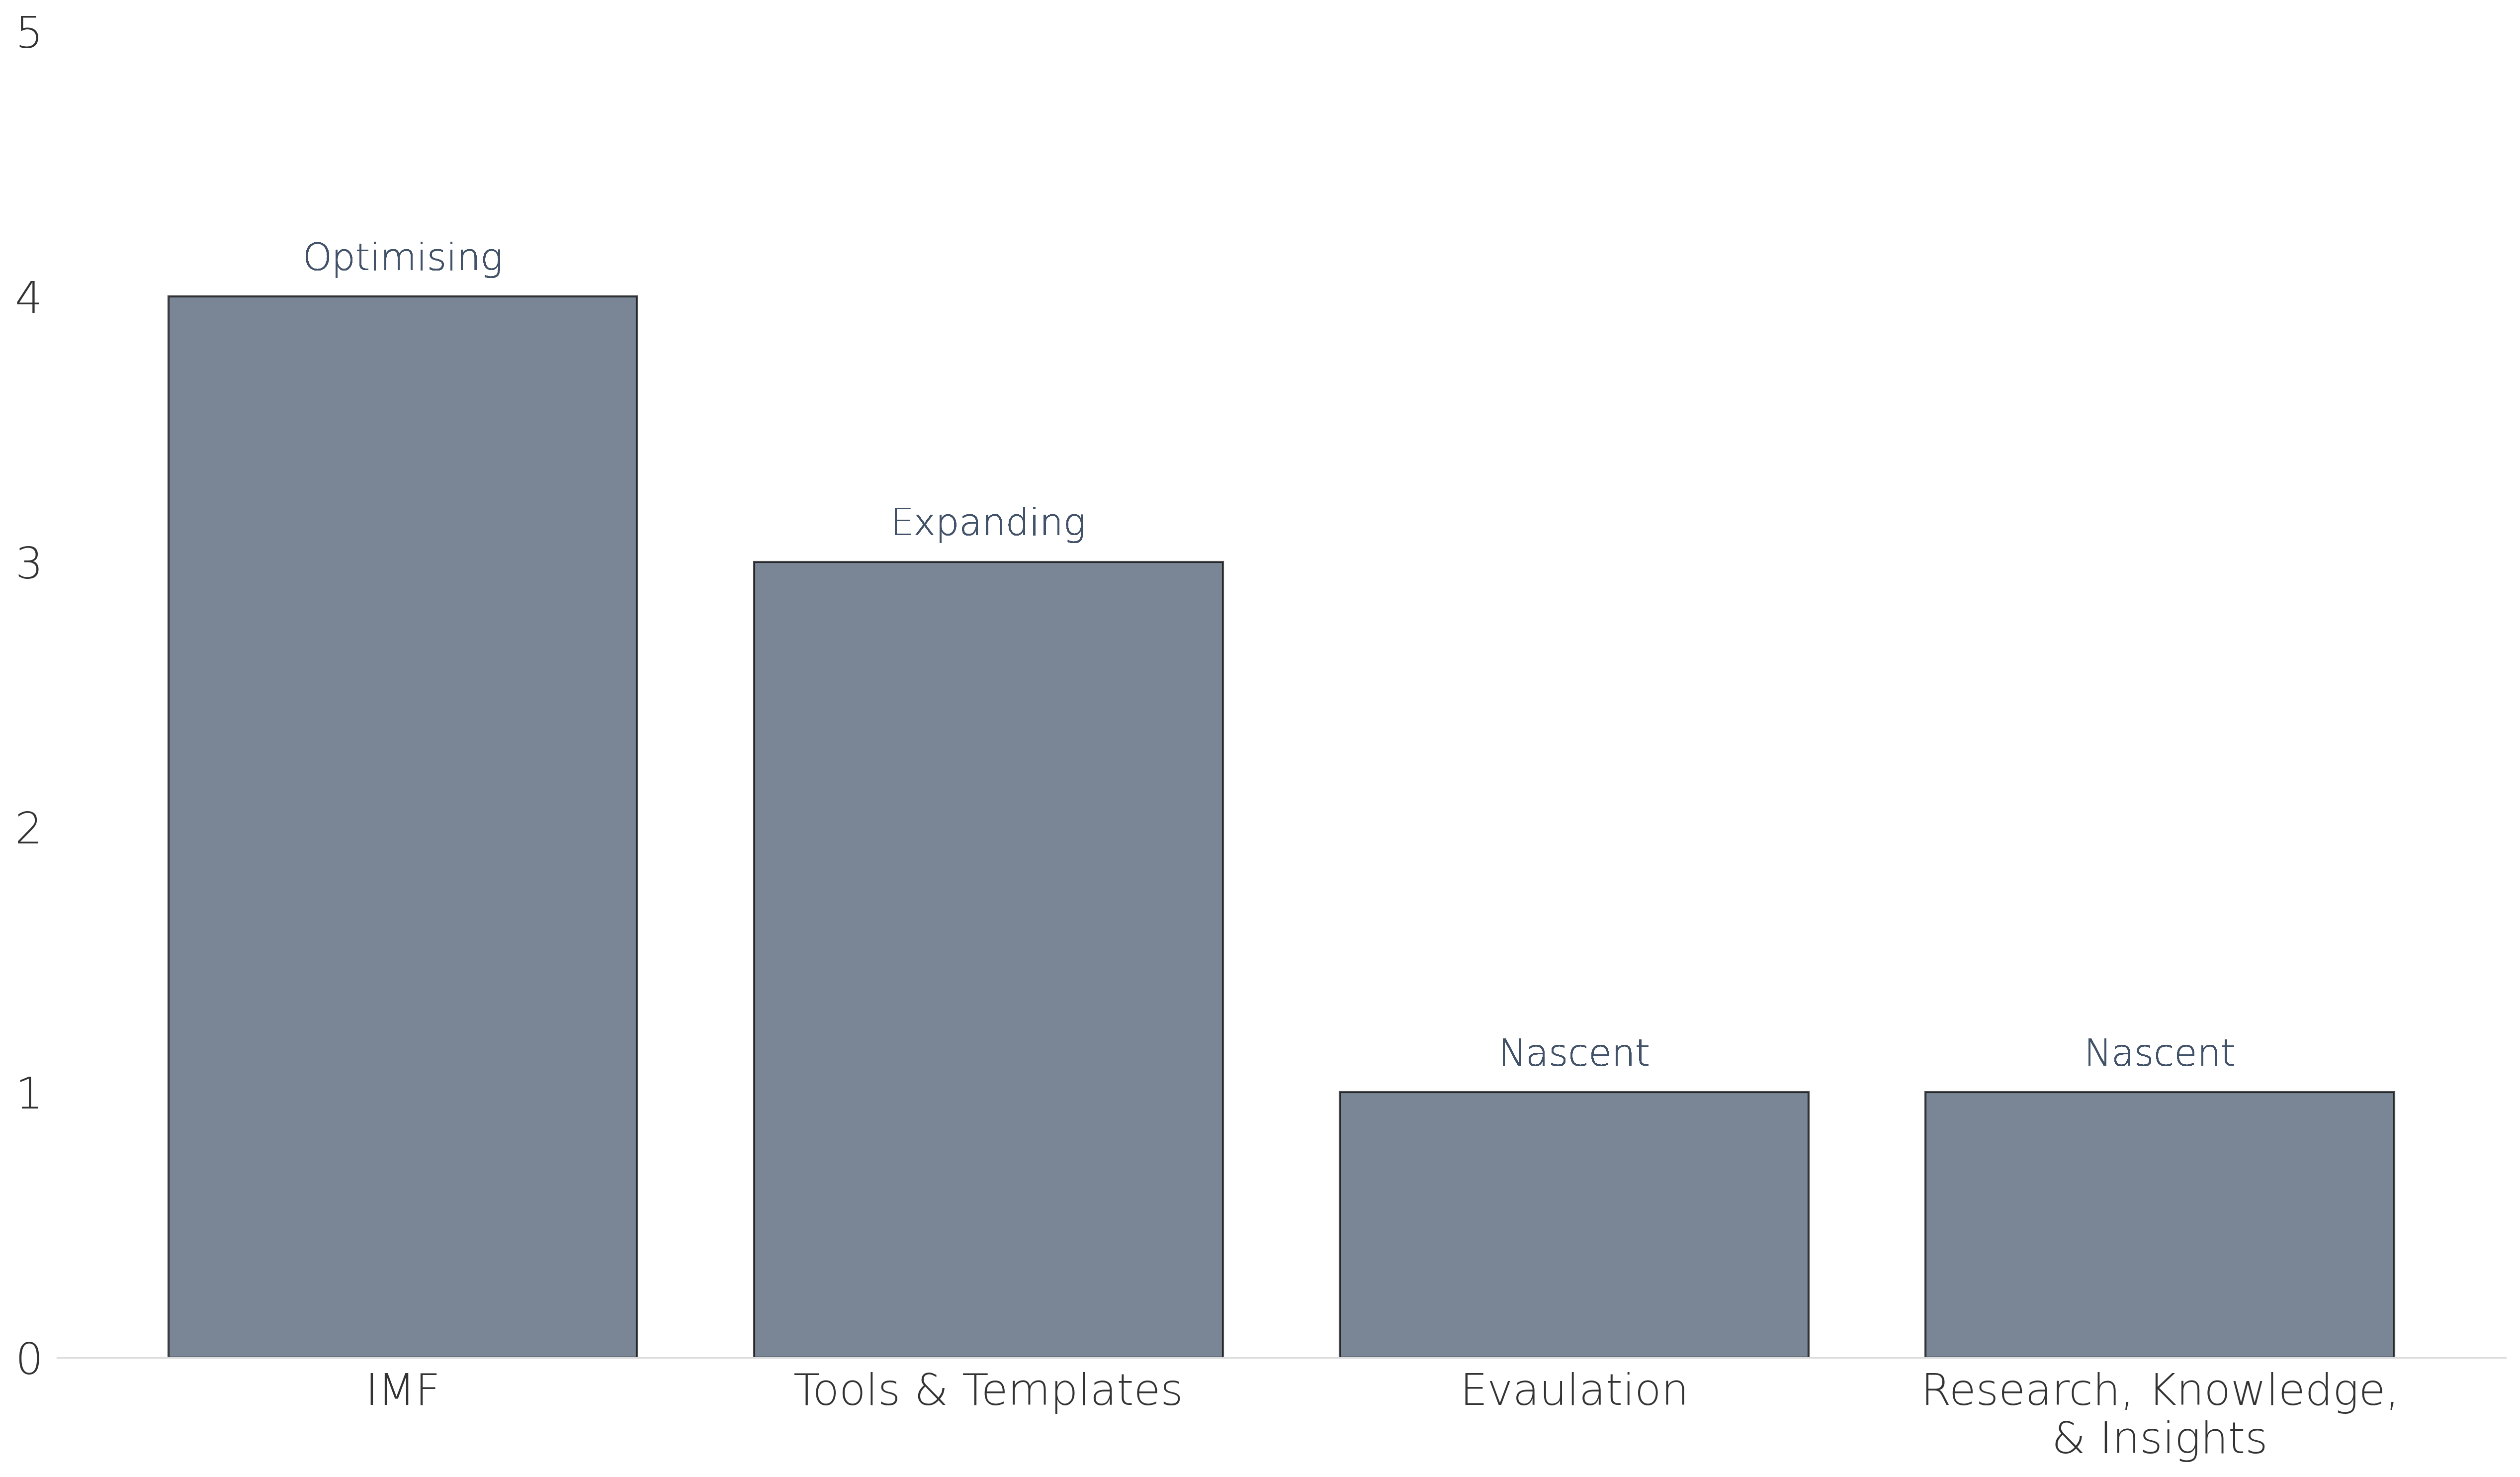 5
Optimising
4
Expanding
3
2
Nascent
Nascent
1
0
IMF
Tools & Templates
Evaulation
Research, Knowledge,
& Insights